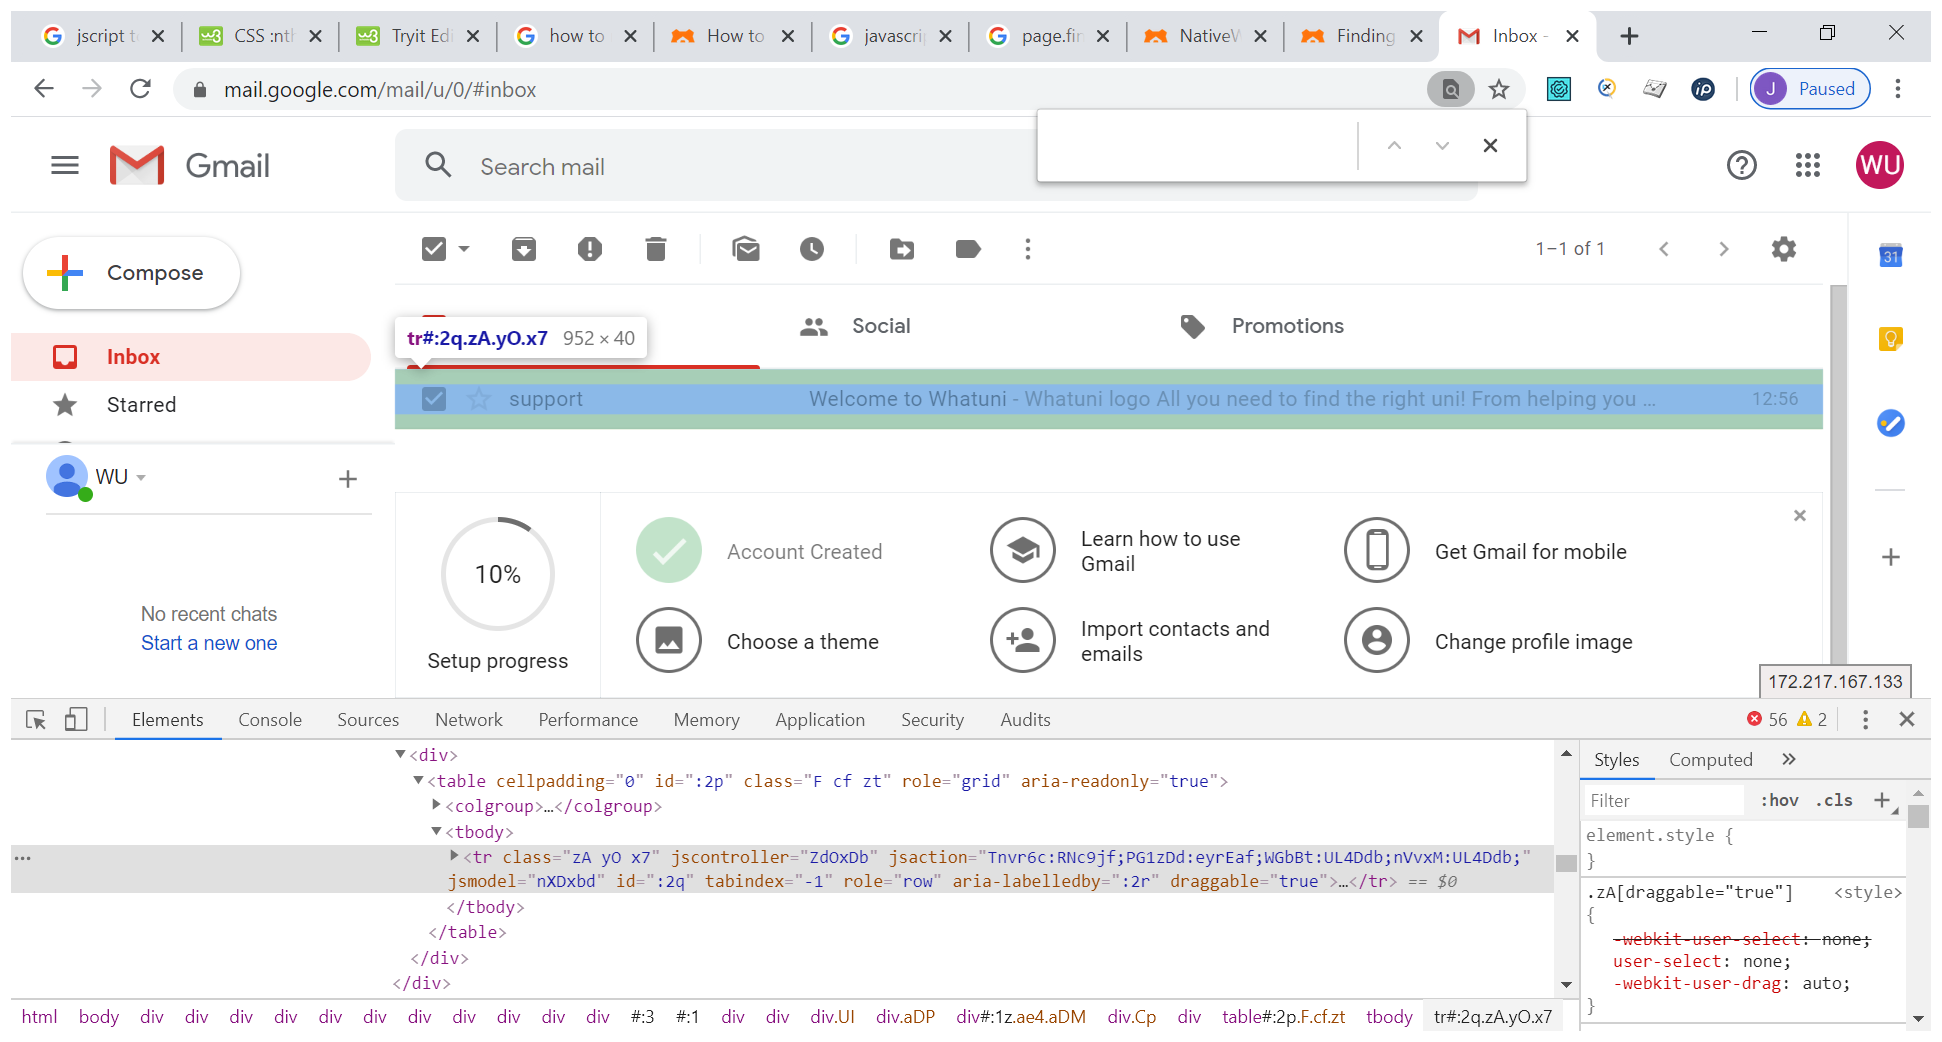 jscript t
CSS :nth
Tryit Edi
how to
How to
javascrip
page.fin
NativeW
Finding
Inbox -
mail.google.com/mail/u/0/#inbox
J Paused
Gmail
Search mail
WU
Compose
1–1 of 1
31
tr#:2q.zA.yO.x7 952 × 40
Social
Promotions
Inbox
support Welcome to Whatuni - Whatuni logo All you need to find the right uni! From helping you ... 12:56
Starred
WU
10%
Setup progress
Account Created
Learn how to use
Gmail
Get Gmail for mobile
Choose a theme
Import contacts and
emails
Change profile image
No recent chats
Start a new one
172.217.167.133
Elements Console Sources Network Performance Memory Application Security Audits 56 2
<div>
<table cellpadding="0" id=":2p" class="F cf zt" role="grid" aria-readonly="true">
<colgroup>…</colgroup>
<tbody>
<tr class="zA yO x7" jscontroller="ZdOxDb" jsaction="Tnvr6c:RNc9jf;PG1zDd:eyrEaf;WGbBt:UL4Ddb;nVvxM:UL4Ddb;"
jsmodel="nXDxbd" id=":2q" tabindex="-1" role="row" aria-labelledby=":2r" draggable="true">…</tr> == $0
</tbody>
</table>
</div>
</div>
Styles Computed »
Filter :hov .cls +
element.style {
}
.zA[draggable="true"] <style>
{
-webkit-user-select: none;
user-select: none;
-webkit-user-drag: auto;
}
html body div div div div div div div div div div div #:3 #:1 div div div.UI div.aDP div#:1z.ae4.aDM div.Cp div table#:2p.F.cf.zt tbody tr#:2q.zA.yO.x7